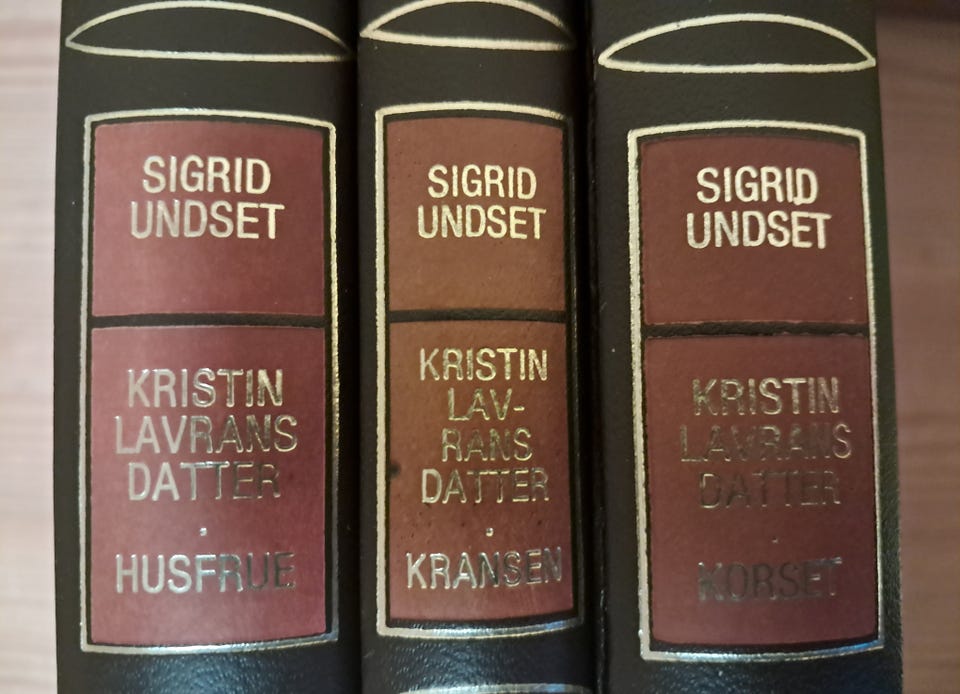 SIGRID
UNDSET
KRISTIN
LAVRANS
DATTER
.
HUSFRUE
SIGRID
UNDSET
KRISTIN
LAV-
RANS
DATTER
.
KRANSEN
SIGRID
UNDSET
KRISTIN
LAVRANS
DATTER
.
KORSET